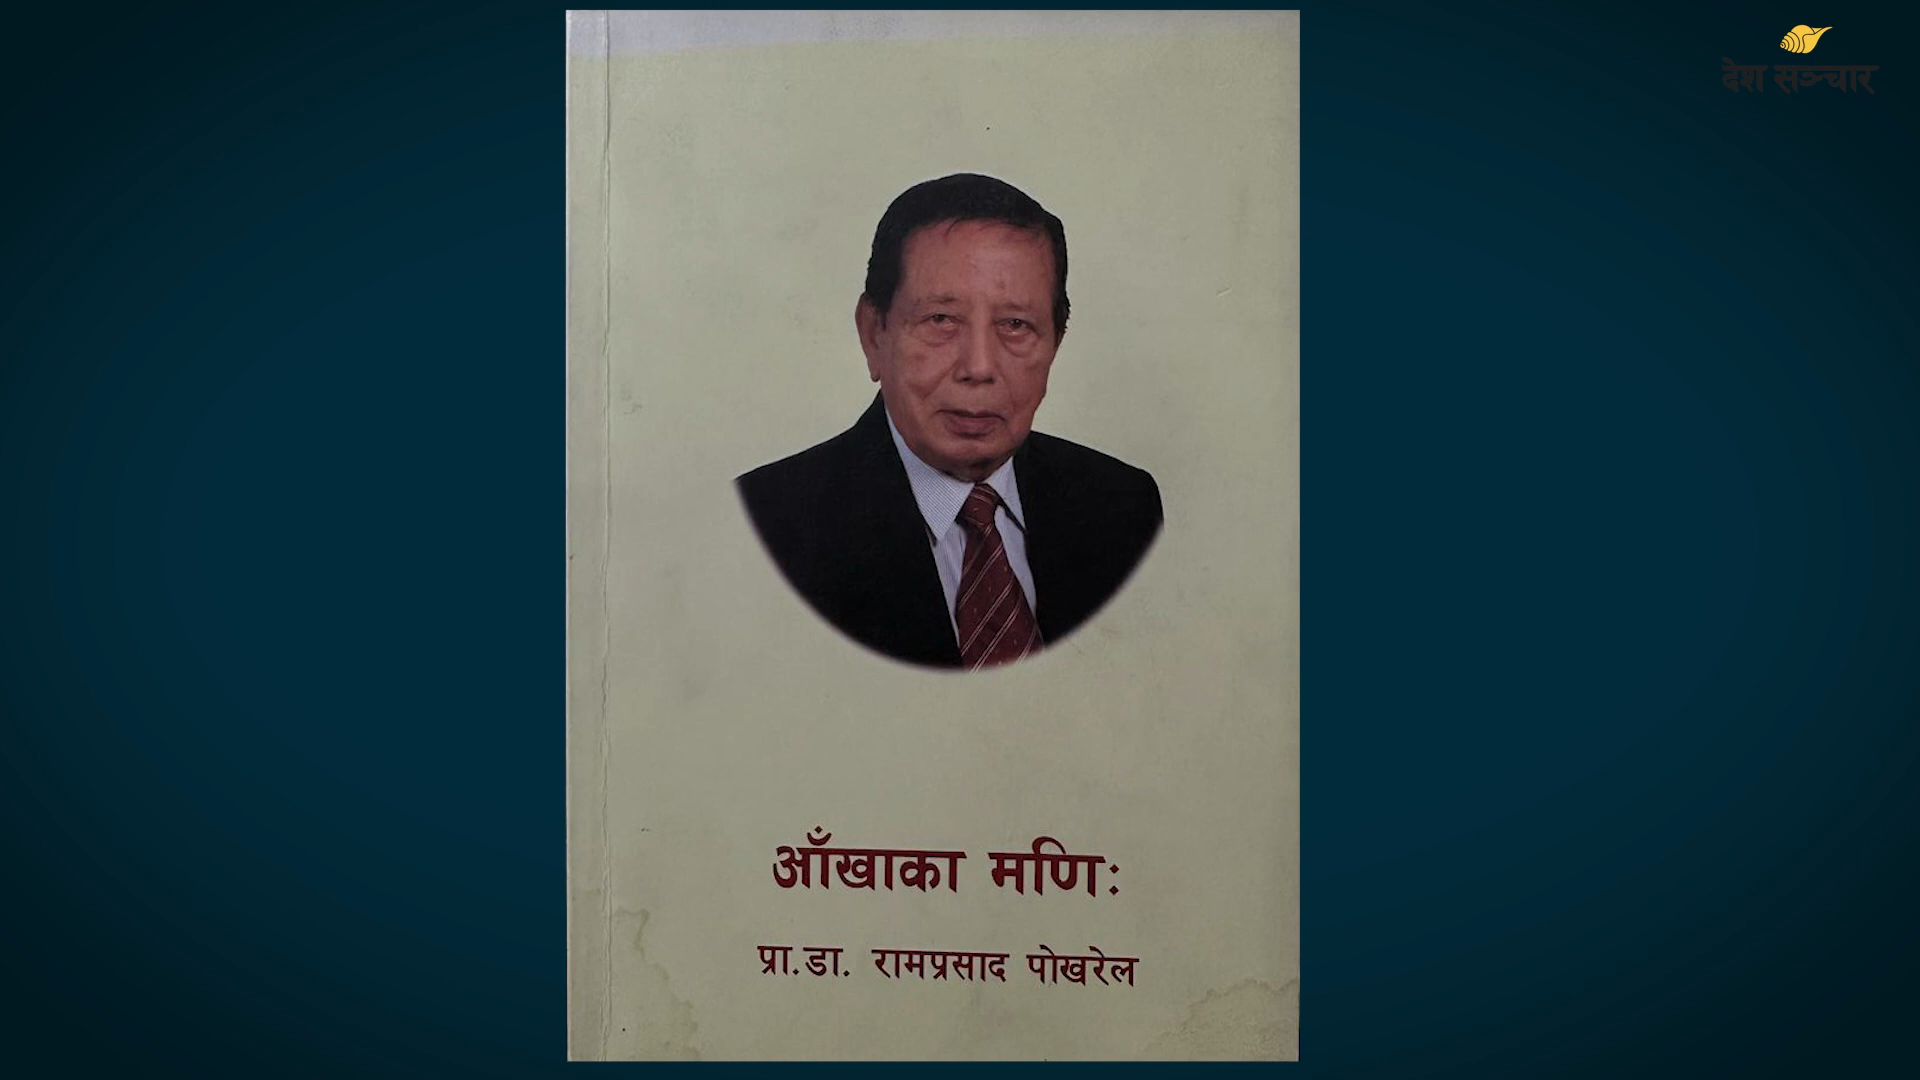 देश सञ्चार
आँखाका मणिः
प्रा.डा. रामप्रसाद पोखरेल